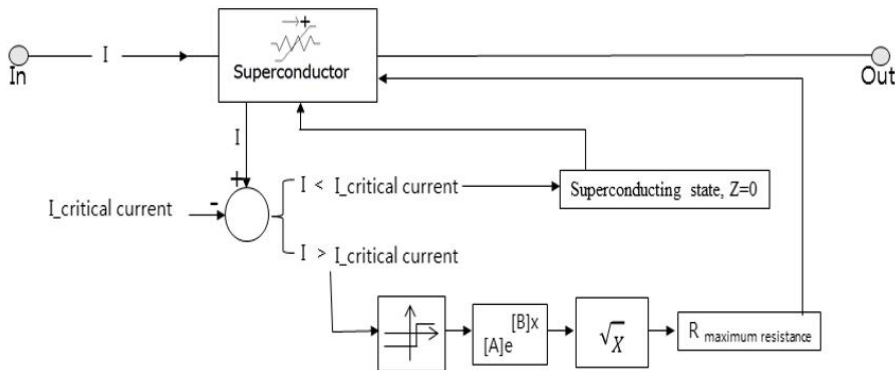 →+
Superconductor
In
I
Out
I
+
-
I_critical current
I < I_critical current
Superconducting state, Z=0
I > I_critical current
[B]x
[A]e
√X
R maximum resistance